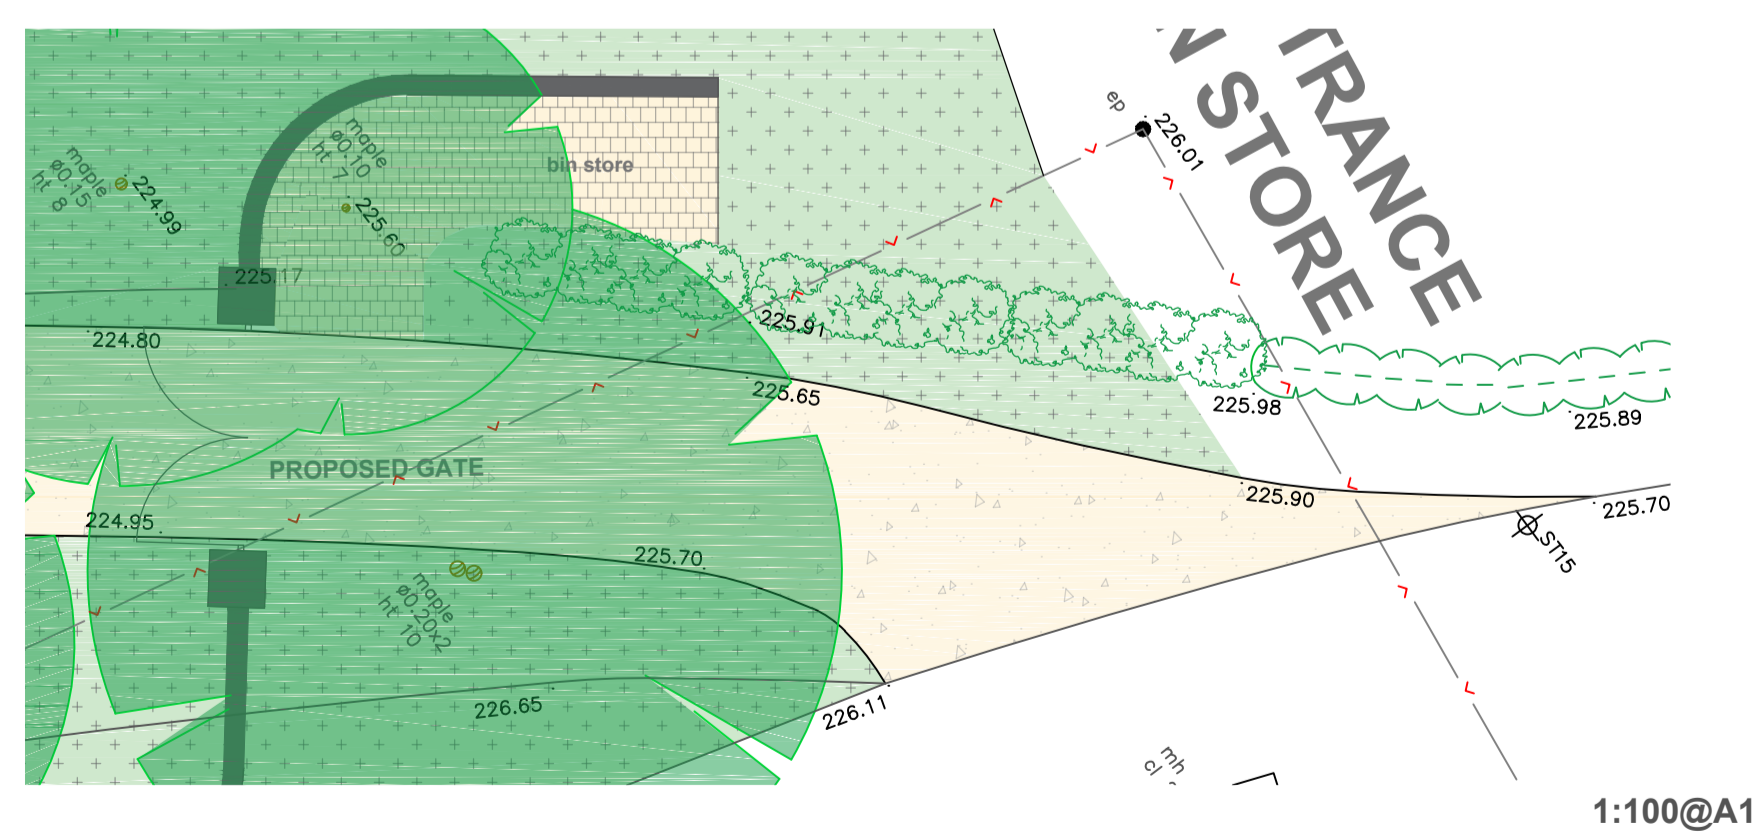 TRANCE
N STORE
ep
226.01
maple
ø0.10
ht 7
maple
ø0.15
ht 8
224.99
225.60
bin store
225.17
224.80
225.91
225.65
225.98
225.89
PROPOSED GATE
224.95
225.90
225.70
ST15
225.70
maple
ø0.20x2
ht 10
226.65
226.11
mh
cl
1:100@A1